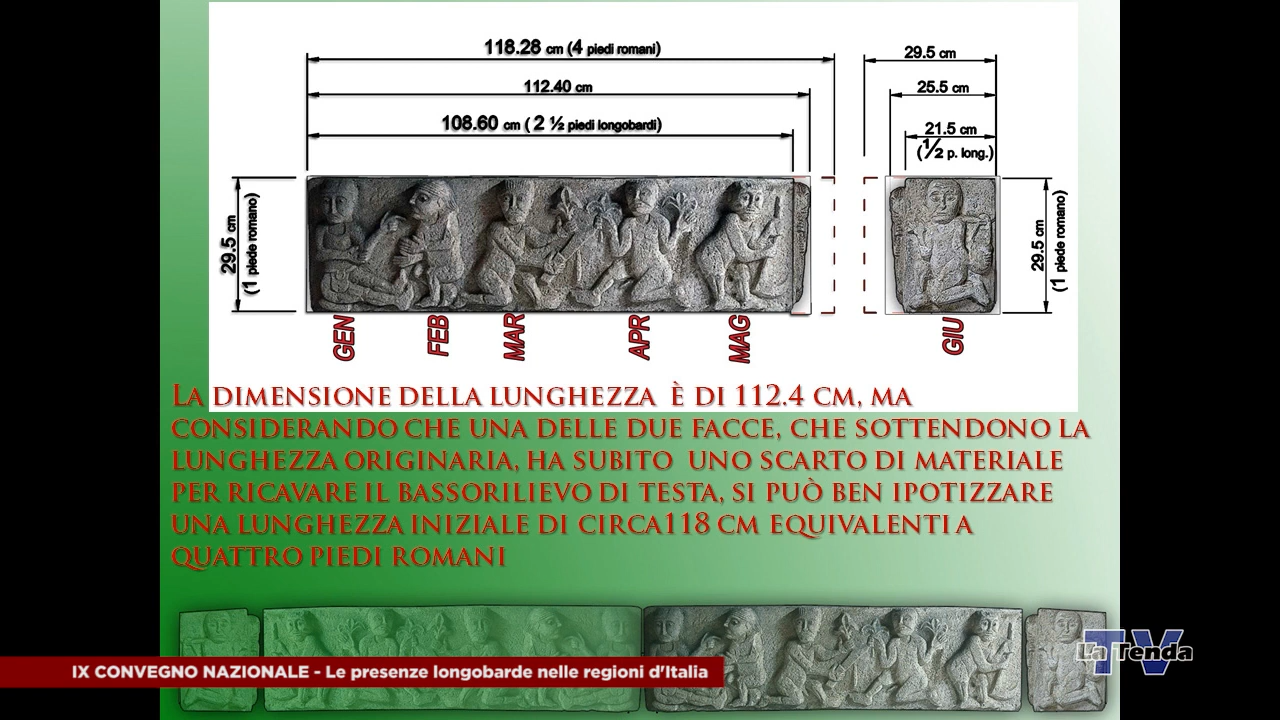 118.28 cm (4 piedi romani)
29.5 cm
112.40 cm
25.5 cm
108.60 cm ( 2 ½ piedi longobardi)
21.5 cm
(½ p. long.)
29.5 cm
(1 piede romano)
29.5 cm
(1 piede romano)
GEN
FEB
MAR
APR
MAG
GIU
La dimensione della lunghezza è di 112.4 cm, ma
considerando che una delle due facce, che sottendono la
lunghezza originaria, ha subito uno scarto di materiale
per ricavare il bassorilievo di testa, si può ben ipotizzare
una lunghezza iniziale di circa118 cm equivalenti a
quattro piedi romani
La Tenda
TV
IX CONVEGNO NAZIONALE - Le presenze longobarde nelle regioni d'Italia